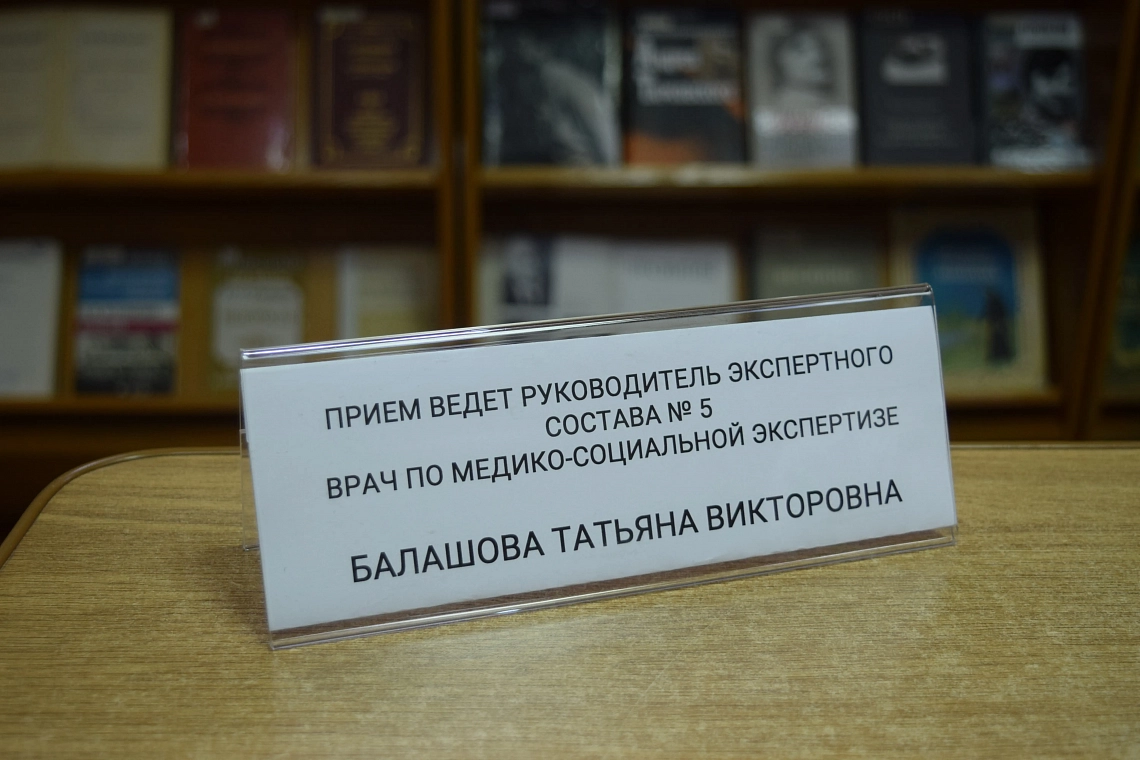 ПРИЕМ ВЕДЕТ РУКОВОДИТЕЛЬ ЭКСПЕРТНОГО
СОСТАВА № 5
ВРАЧ ПО МЕДИКО-СОЦИАЛЬНОЙ ЭКСПЕРТИЗЕ
БАЛАШОВА ТАТЬЯНА ВИКТОРОВНА